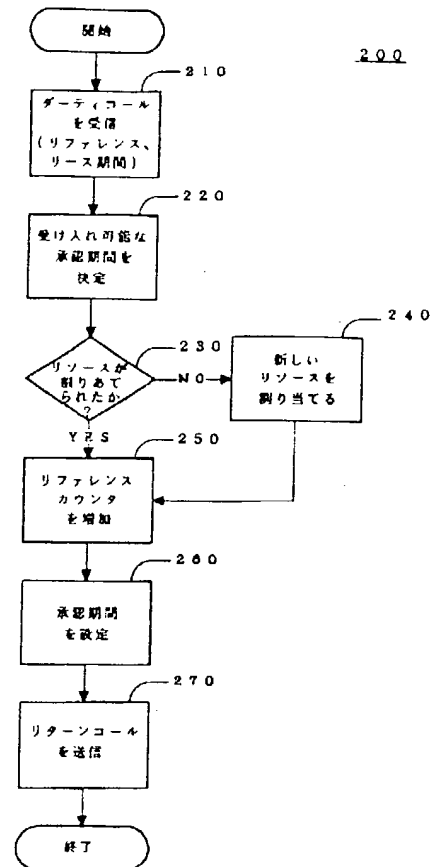 開始
200
210
ダーティコール
を受信
(リファレンス、
リース期間)
220
受け入れ可能な
承認期間を
決定
230
リソースが
割りあて
られたか
?
NO
240
新しい
リソースを
割り当てる
YES
250
リファレンス
カウンタ
を増加
260
承認期間
を設定
270
リターンコール
を送信
終了